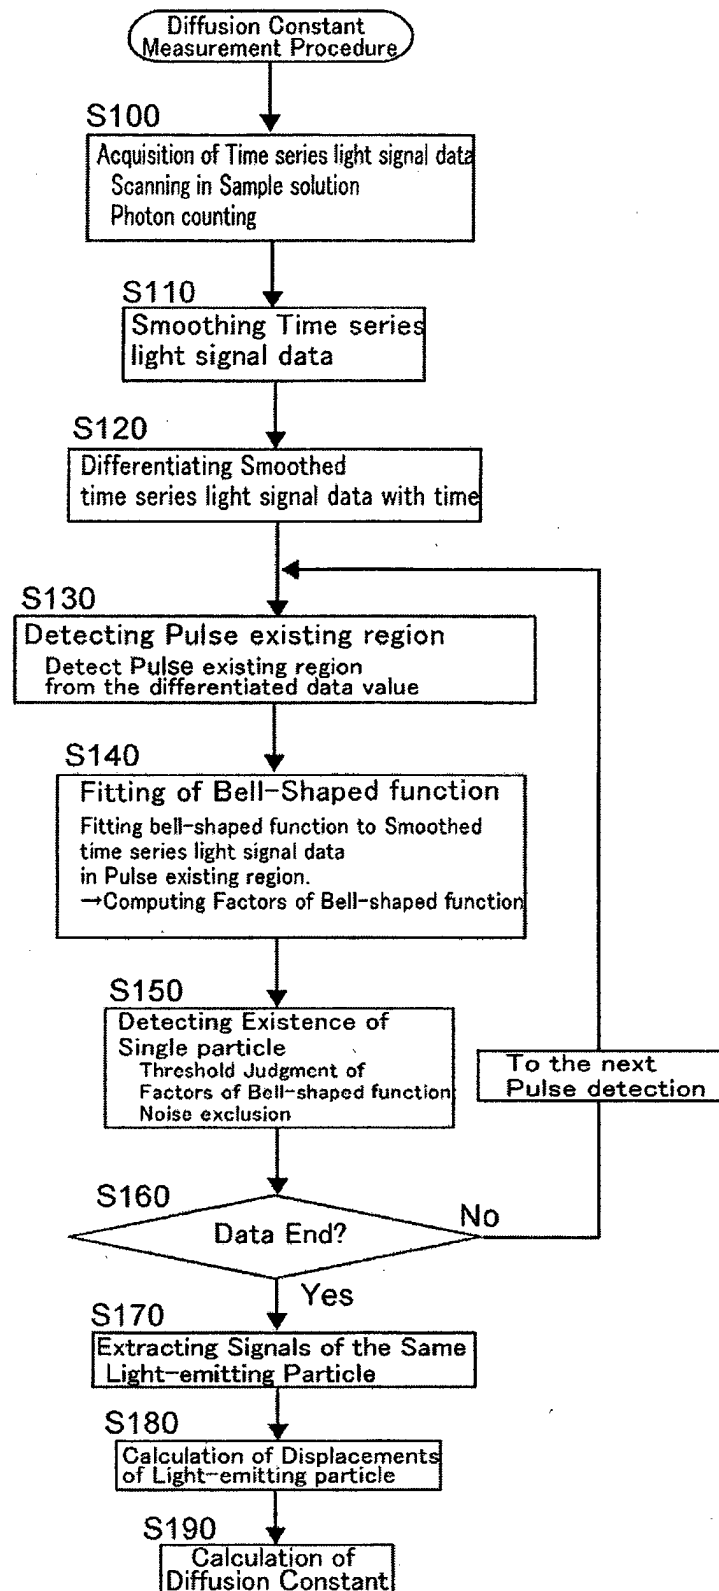 Diffusion Constant
Measurement Procedure
S100
Acquisition of Time series light signal data
Scanning in Sample solution
Photon counting
S110
Smoothing Time series
light signal data
S120
Differentiating Smoothed
time series light signal data with time
S130
Detecting Pulse existing region
Detect Pulse existing region
from the differentiated data value
S140
Fitting of Bell-Shaped function
Fitting bell-shaped function to Smoothed
time series light signal data
in Pulse existing region.
→Computing Factors of Bell-shaped function
S150
Detecting Existence of
Single particle
Threshold Judgment of
Factors of Bell-shaped function
Noise exclusion
To the next
Pulse detection
S160
Data End?
No
Yes
S170
Extracting Signals of the Same
Light-emitting Particle
S180
Calculation of Displacements
of Light-emitting particle
S190
Calculation of
Diffusion Constant